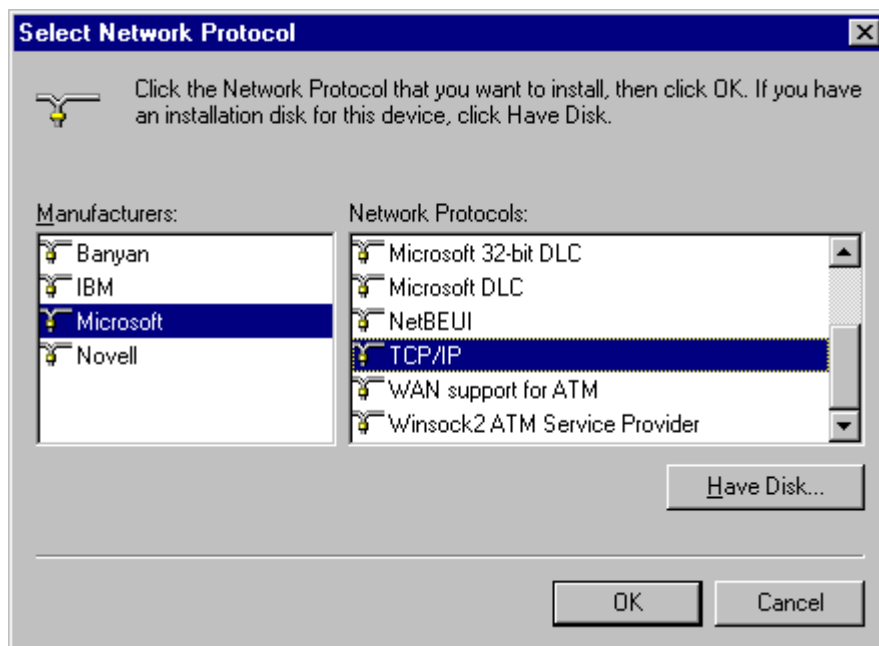 Select Network Protocol
Click the Network Protocol that you want to install, then click OK. If you have
an installation disk for this device, click Have Disk.
Manufacturers:
Banyan
IBM
Microsoft
Novell
Network Protocols:
Microsoft 32-bit DLC
Microsoft DLC
NetBEUI
TCP/IP
WAN support for ATM
Winsock2 ATM Service Provider
Have Disk...
OK
Cancel